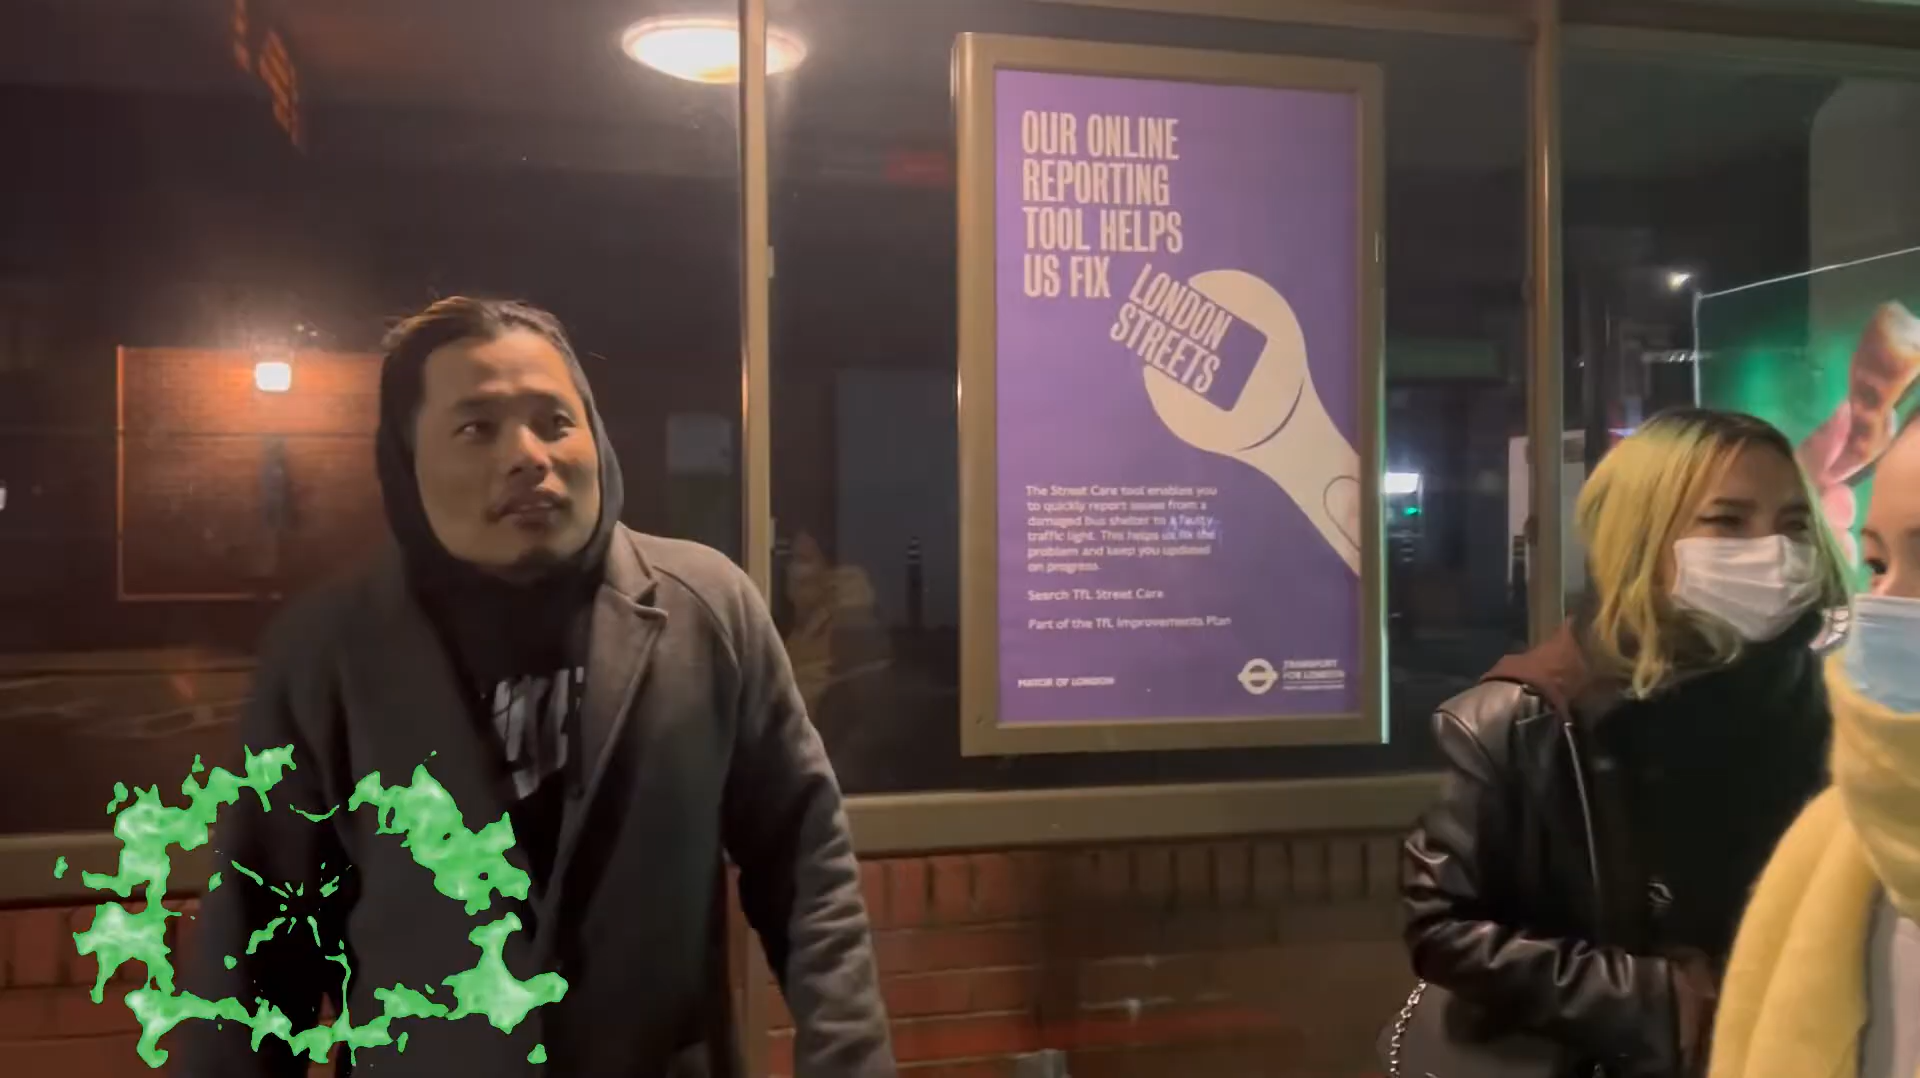 OUR ONLINE
REPORTING
TOOL HELPS
US FIX LONDON
STREETS
The Street Care tool enables you
to quickly report issues from a
damaged bus shelter to a faulty
traffic light. This helps us fix the
problem and keep you updated
on progress.
Search TfL Street Care
Part of the TfL Improvements Plan
MAYOR OF LONDON
TRANSPORT
FOR LONDON